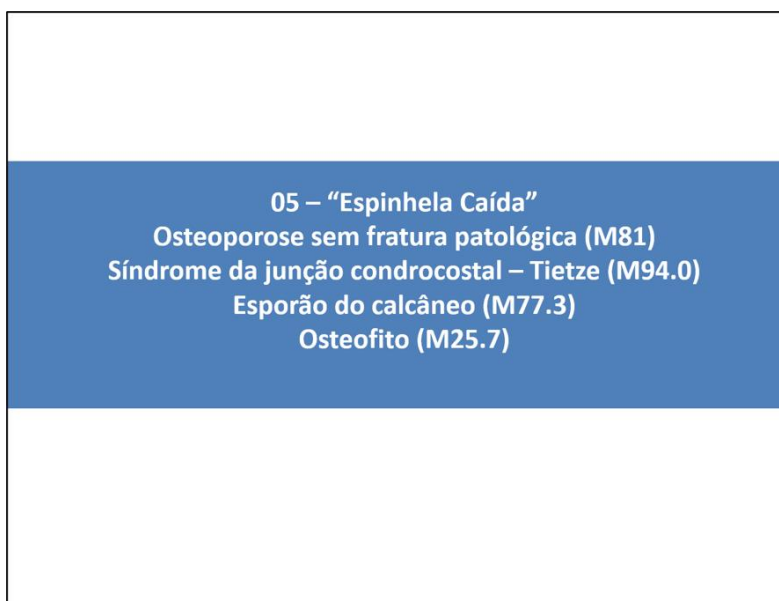 05 – “Espinhela Caída”
Osteoporose sem fratura patológica (M81)
Síndrome da junção condrocostal – Tietze (M94.0)
Esporão do calcâneo (M77.3)
Osteofito (M25.7)